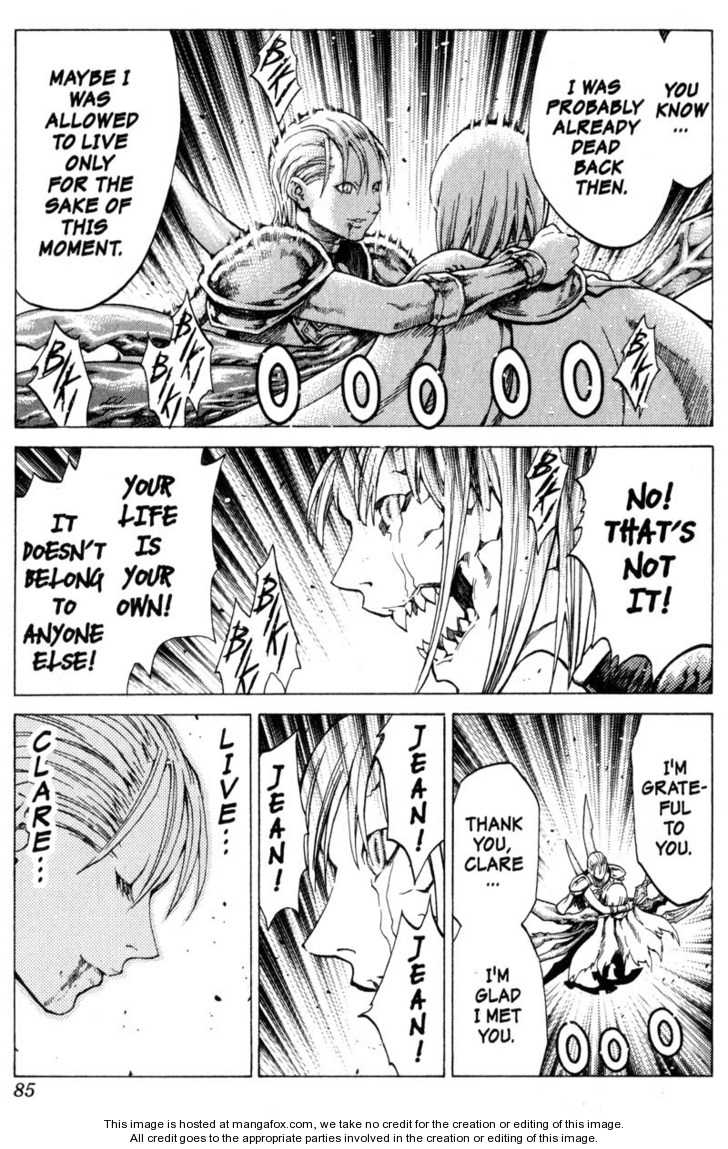 YOU
KNOW
...
I WAS
PROBABLY
ALREADY
DEAD
BACK
THEN.
BIKI
MAYBE I
WAS
ALLOWED
TO LIVE
ONLY
FOR THE
SAKE OF
THIS
MOMENT.
BIKI
BIKI
BIKI
BIKI
OOOOO
NO!
THAT'S
NOT
IT!
BIKI
YOUR
LIFE
IS
YOUR
OWN!
IT
DOESN'T
BELONG
TO
ANYONE
ELSE!
BIKI
BIKI
I'M
GRATE-
FUL
TO
YOU.
THANK
YOU,
CLARE
...
I'M
GLAD
I MET
YOU.
OOO
JEAN!
JEAN!
JEAN!
LIVE...
CLARE...
85
This image is hosted at mangafox.com, we take no credit for the creation or editing of this image.
All credit goes to the appropriate parties involved in the creation or editing of this image.